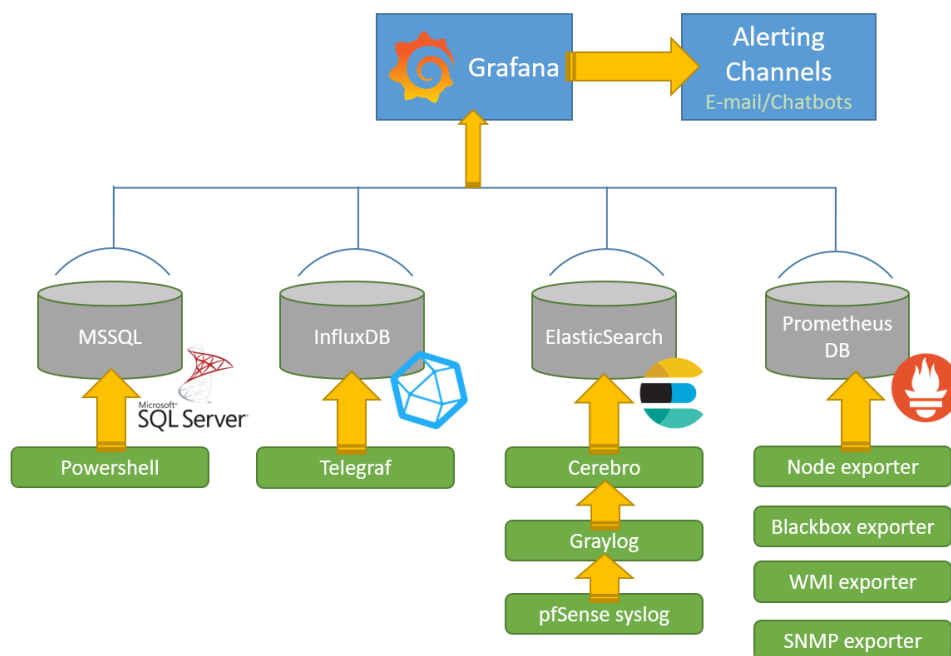 Grafana
Alerting
Channels
E-mail/Chatbots
MSSQL
InfluxDB
ElasticSearch
Prometheus
DB
Microsoft®
SQL Server
Powershell
Telegraf
Cerebro
Node exporter
Graylog
Blackbox exporter
WMI exporter
pfSense syslog
SNMP exporter